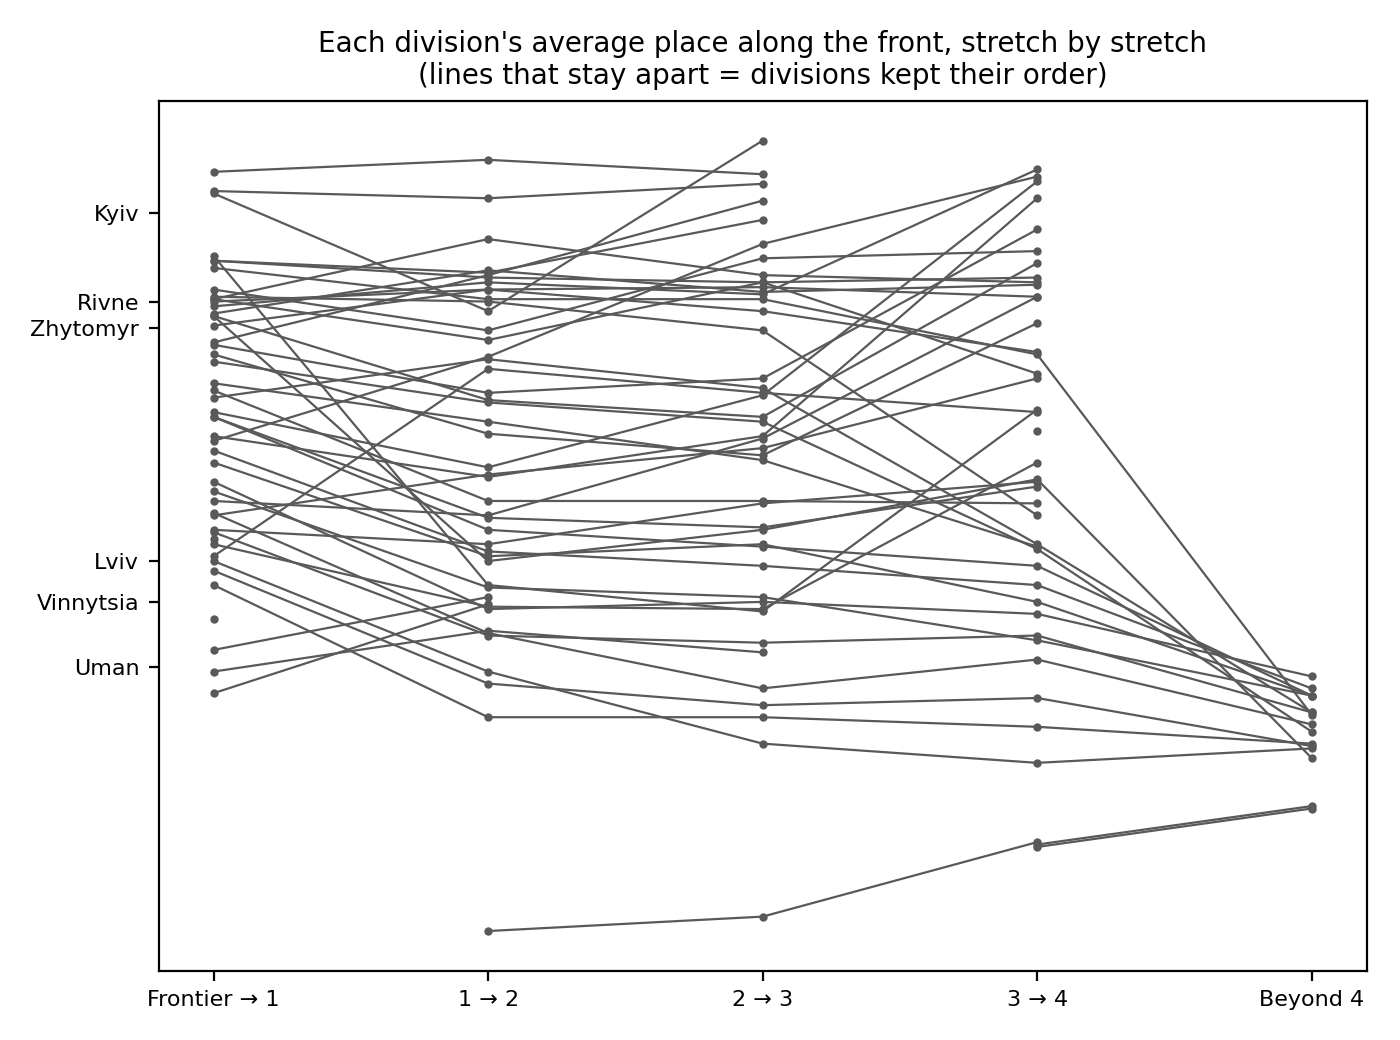 Each division's average place along the front, stretch by stretch
(lines that stay apart = divisions kept their order)
Kyiv
Rivne
Zhytomyr
Lviv
Vinnytsia
Uman
Frontier → 1
1 → 2
2 → 3
3 → 4
Beyond 4